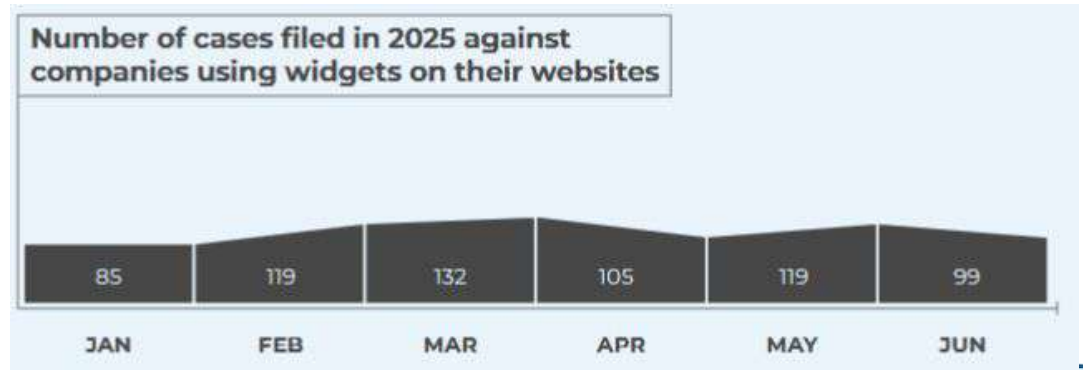 Number of cases filed in 2025 against
companies using widgets on their websites
85 119 132 105 119 99
JAN FEB MAR APR MAY JUN